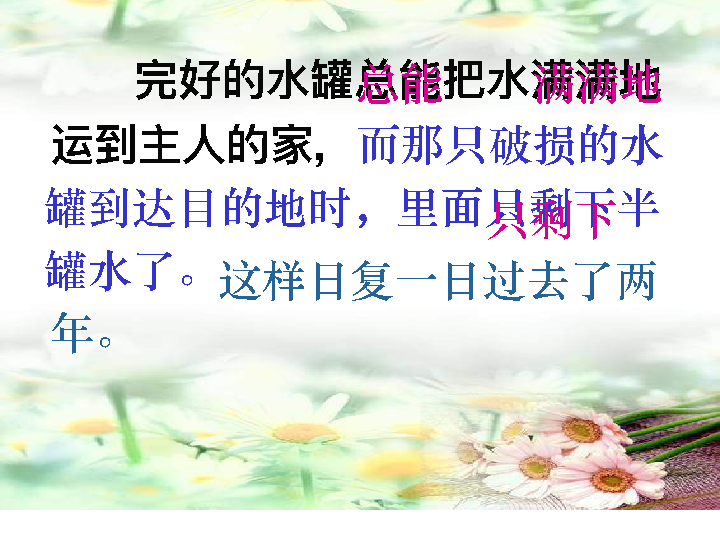 完好的水罐总能把水满满地
运到主人的家，而那只破损的水
罐到达目的地时，里面只剩下半
罐水了。这样日复一日过去了两
年。